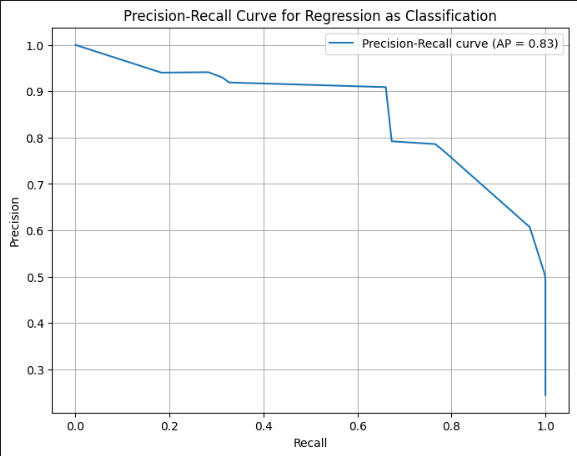 Precision-Recall Curve for Regression as Classification
Precision-Recall curve (AP = 0.83)
1.0
0.9
0.8
0.7
0.6
0.5
0.4
0.3
Precision
0.0 0.2 0.4 0.6 0.8 1.0
Recall